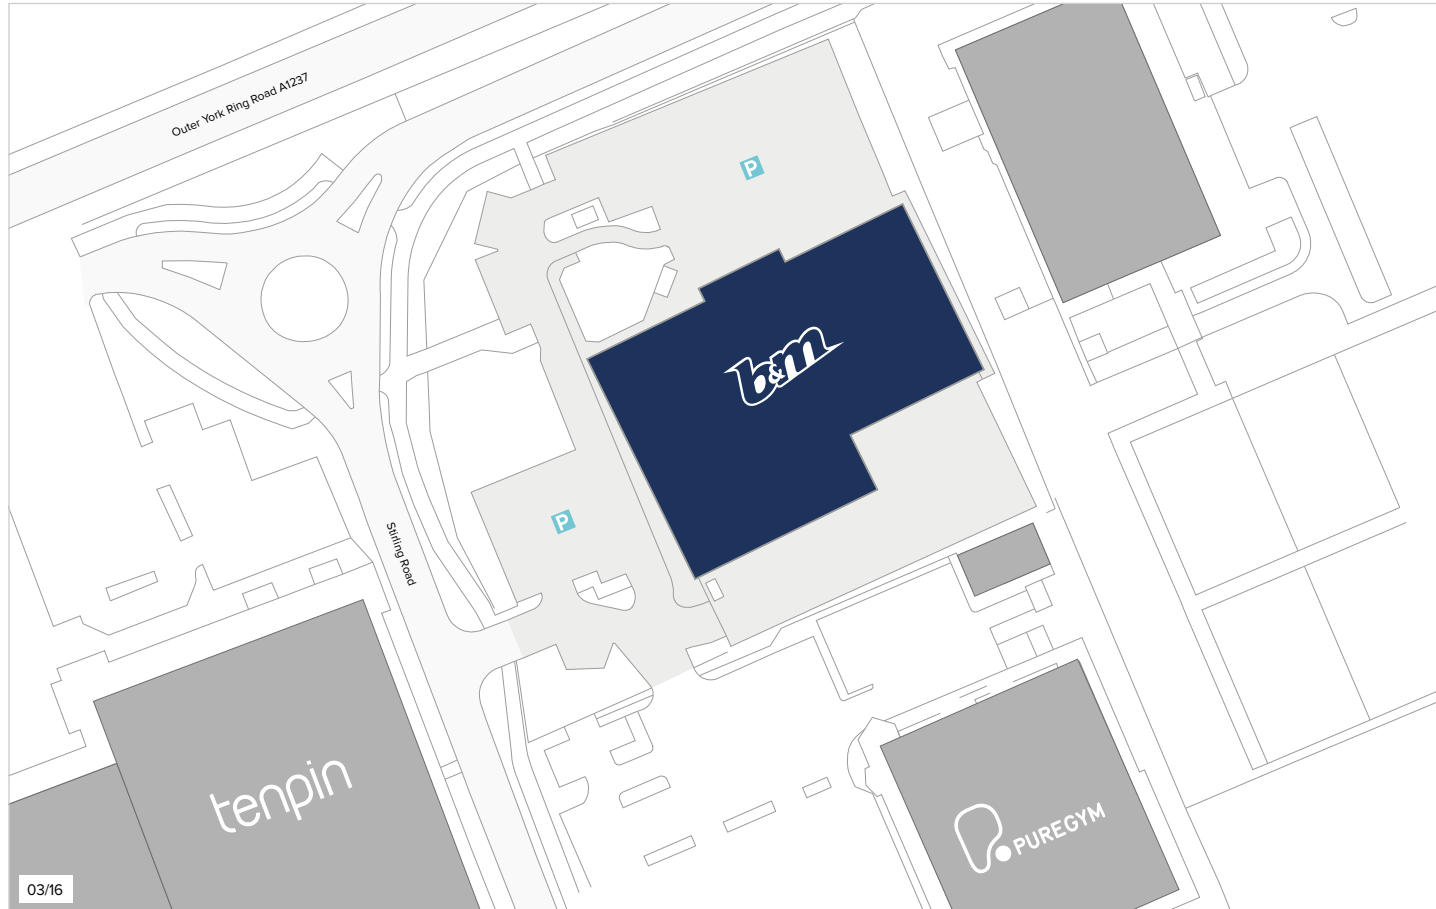 Outer York Ring Road A1237
P
b&m
P
Stirling Road
tenpin
PUREGYM
03/16